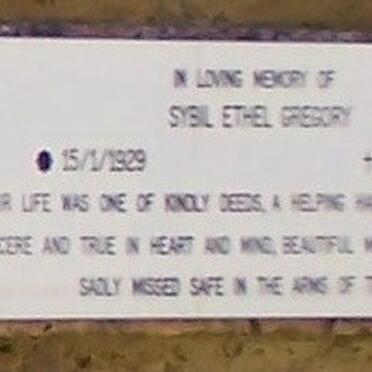 IN LOVING MEMORY OF
SYBIL ETHEL GREGORY
15/1/1929
R LIFE WAS ONE OF KINDLY DEEDS, A HELPING HA
CERE AND TRUE IN HEART AND MIND, BEAUTIFUL M
SADLY MISSED SAFE IN THE ARMS OF T